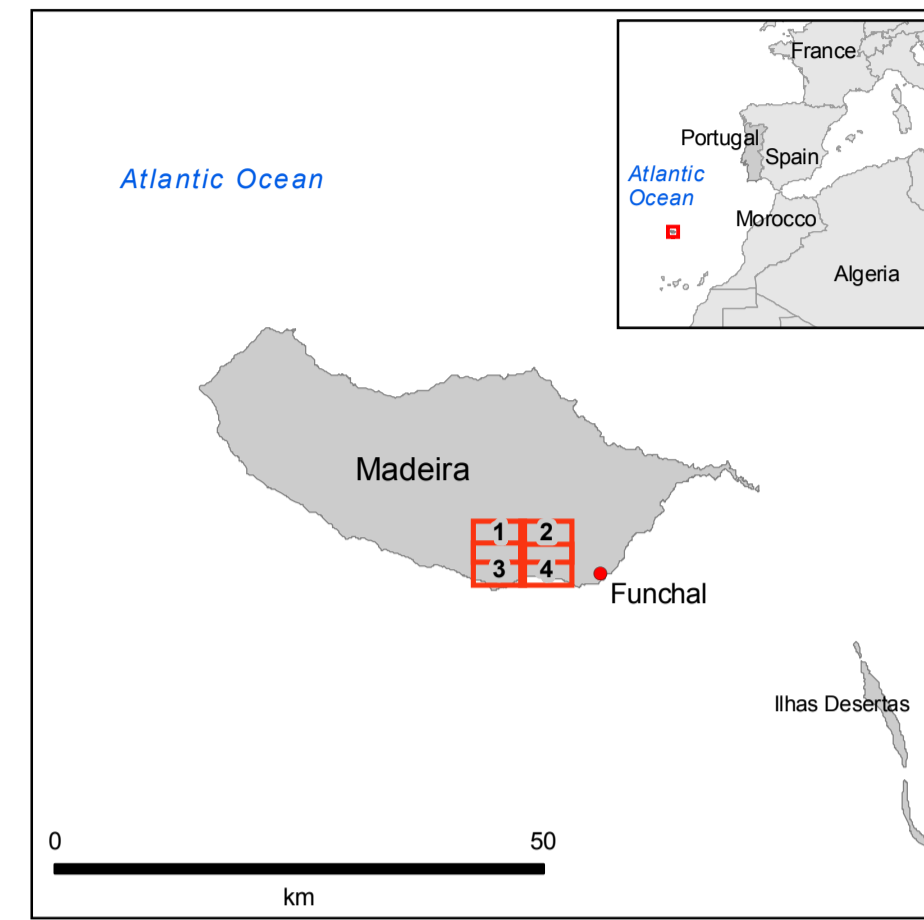 France
Portugal
Spain
Atlantic
Ocean
Morocco
Algeria
Atlantic Ocean
Madeira
1
2
3
4
Funchal
Ilhas Desertas
0
50
km